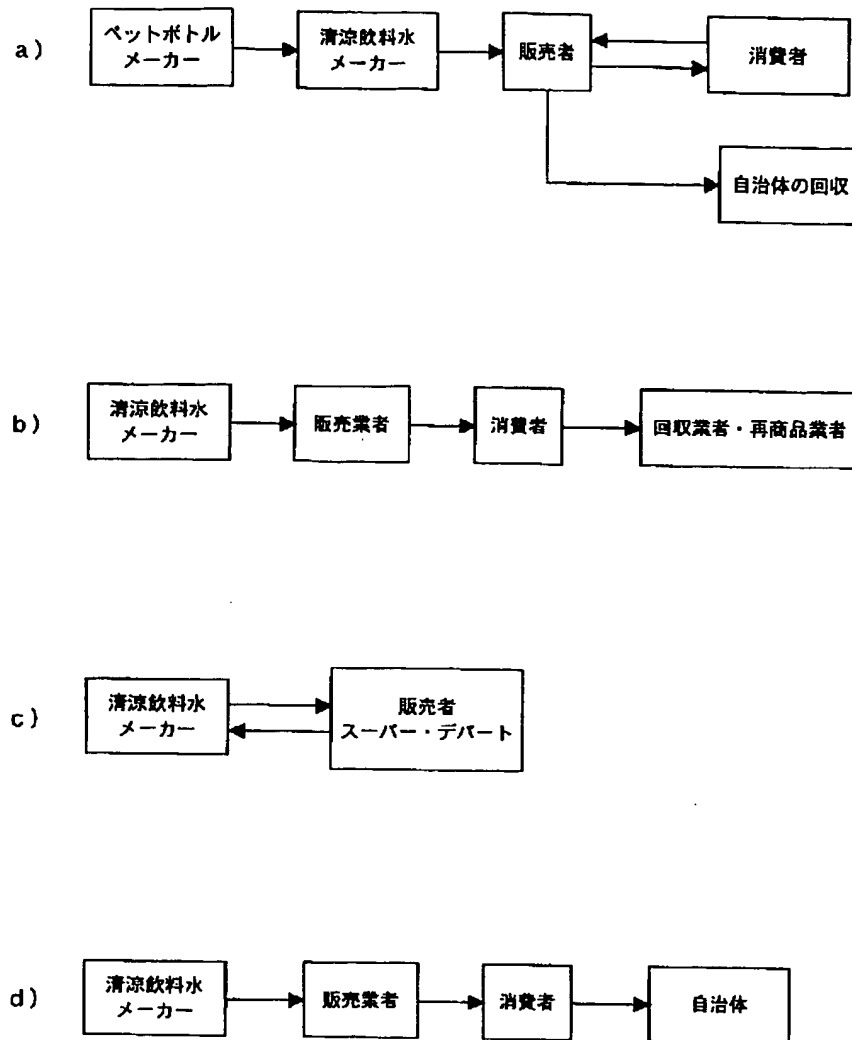 a)
ペットボトル
メーカー
清涼飲料水
メーカー
販売者
消費者
自治体の回収
b)
清涼飲料水
メーカー
販売業者
消費者
回収業者・再商品業者
c)
清涼飲料水
メーカー
販売者
スーパー・デパート
d)
清涼飲料水
メーカー
販売業者
消費者
自治体